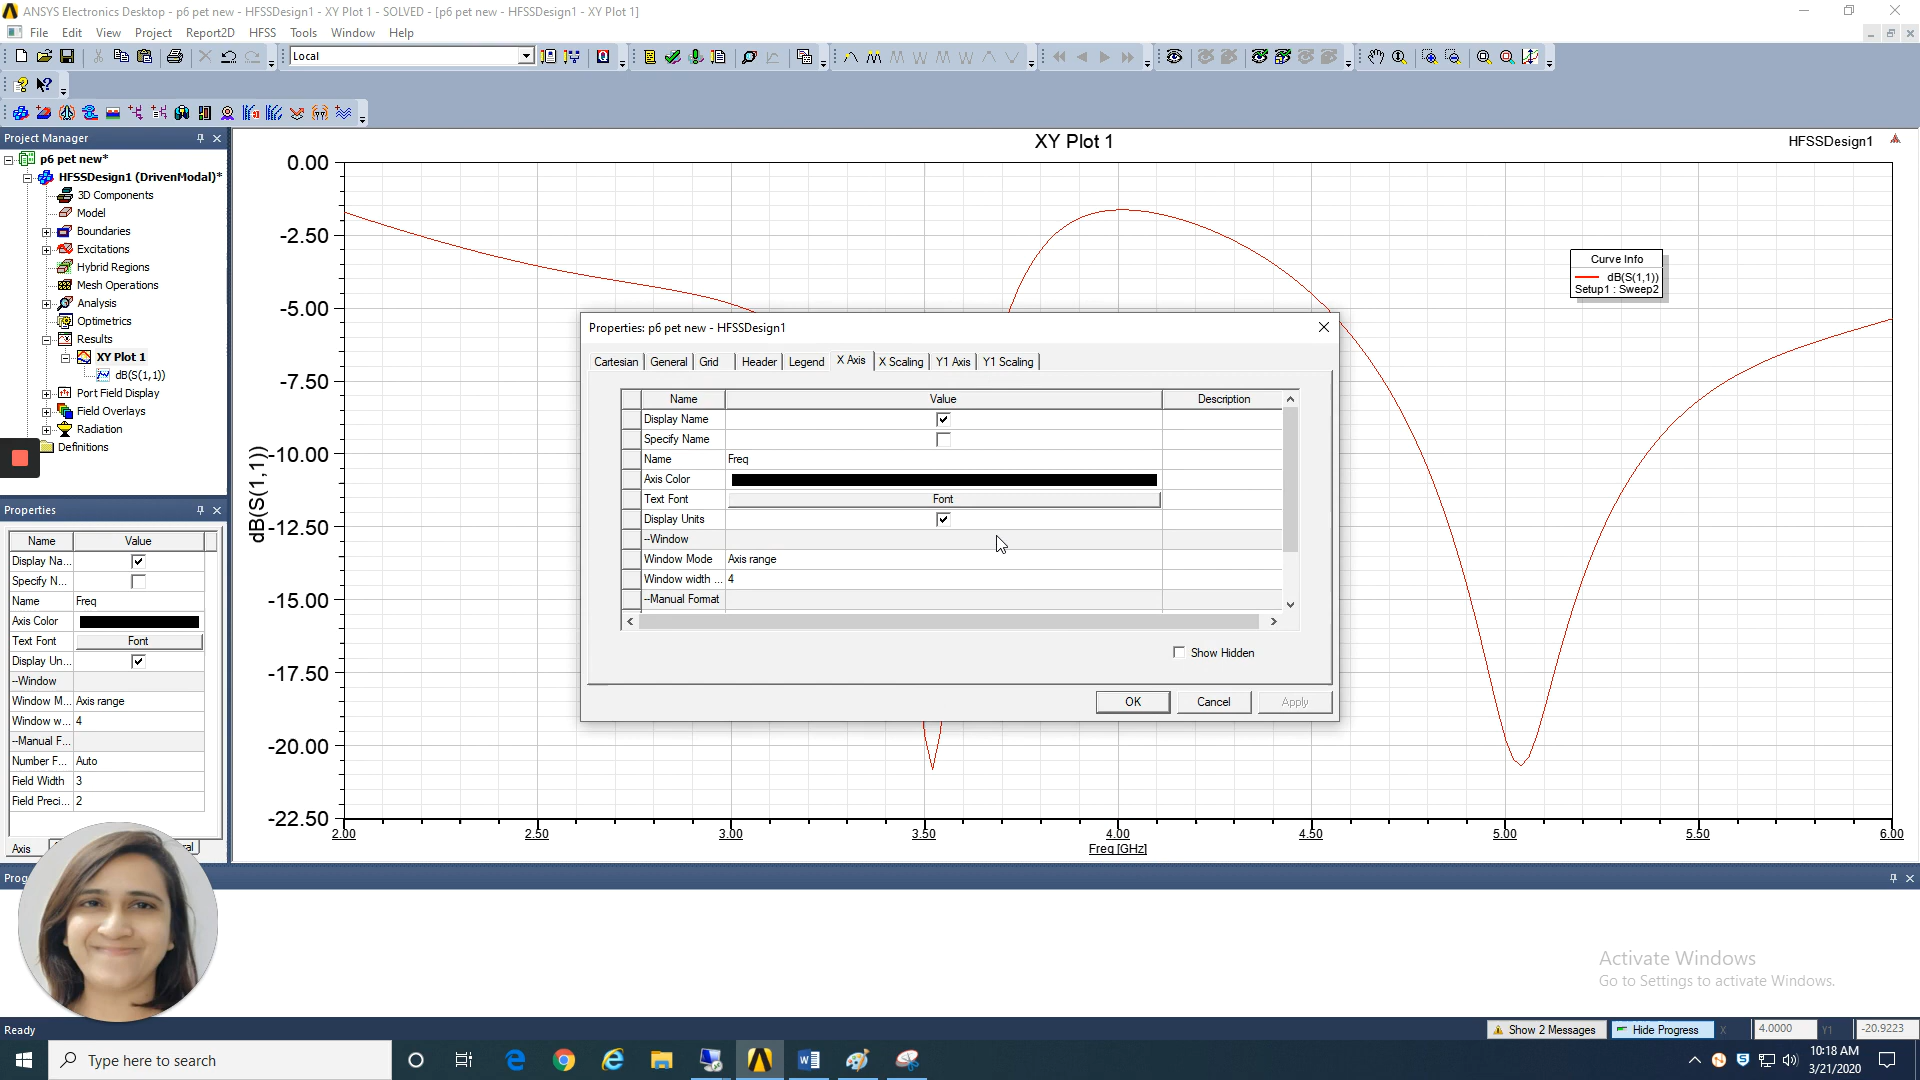 ANSYS Electronics Desktop - p6 pet new - HFSSDesign1 - XY Plot 1 - SOLVED - [p6 pet new - HFSSDesign1 - XY Plot 1]
File Edit View Project Report2D HFSS Tools Window Help
Local
Project Manager
p6 pet new*
HFSSDesign1 (DrivenModal)*
3D Components
Model
Boundaries
Excitations
Hybrid Regions
Mesh Operations
Analysis
Optimetrics
Results
XY Plot 1
dB(S(1,1))
Port Field Display
Field Overlays
Radiation
Definitions
Properties
Name Value
Display Na...
Specify N...
Name Freq
Axis Color
Text Font Font
Display Un...
--Window
Window M... Axis range
Window w... 4
--Manual F...
Number F... Auto
Field Width 3
Field Preci... 2
Axis
XY Plot 1
HFSSDesign1
0.00
-2.50
-5.00
-7.50
-10.00
-12.50
-15.00
-17.50
-20.00
-22.50
dB(S(1,1))
2.00 2.50 3.00 3.50 4.00 4.50 5.00 5.50 6.00
Freq [GHz]
Curve Info
dB(S(1,1))
Setup1 : Sweep2
Properties: p6 pet new - HFSSDesign1
Cartesian General Grid Header Legend X Axis X Scaling Y1 Axis Y1 Scaling
Name Value Description
Display Name
Specify Name
Name Freq
Axis Color
Text Font Font
Display Units
--Window
Window Mode Axis range
Window width ... 4
--Manual Format
Show Hidden
OK Cancel Apply
Activate Windows
Go to Settings to activate Windows.
Ready
Show 2 Messages Hide Progress X 4.0000 Y1 -20.9223
Type here to search
10:18 AM
3/21/2020